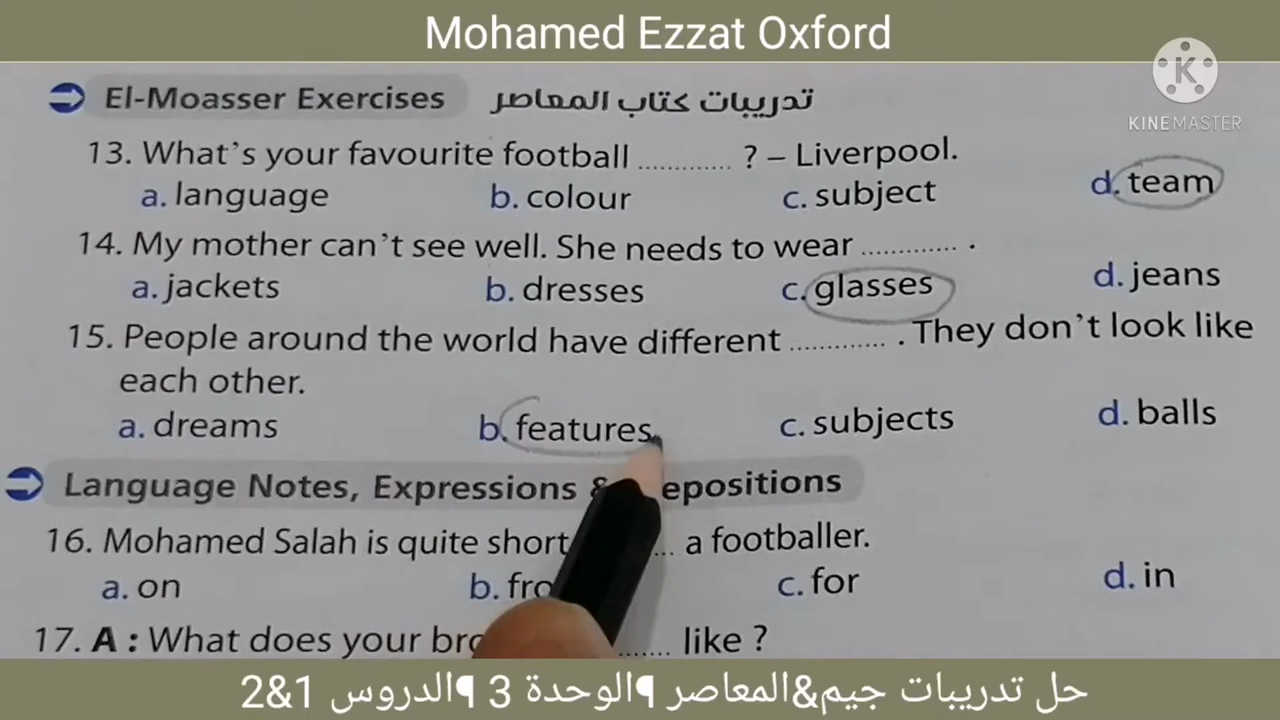 Mohamed Ezzat Oxford
K
KINEMASTER
El-Moasser Exercises تدريبات كتاب المعاصر
13. What's your favourite football ............ ? – Liverpool.
a. language b. colour c. subject d. team
14. My mother can't see well. She needs to wear ............ .
a. jackets b. dresses c. glasses d. jeans
15. People around the world have different ............ . They don't look like
each other.
a. dreams b. features c. subjects d. balls
Language Notes, Expressions &
16. Mohamed Salah is quite short ... a footballer.
a. on b. c. for d. in
17. A : What does your ....... like ?
حل تدريبات جيم&المعاصر ¶الوحدة 3 ¶الدروس 1&2